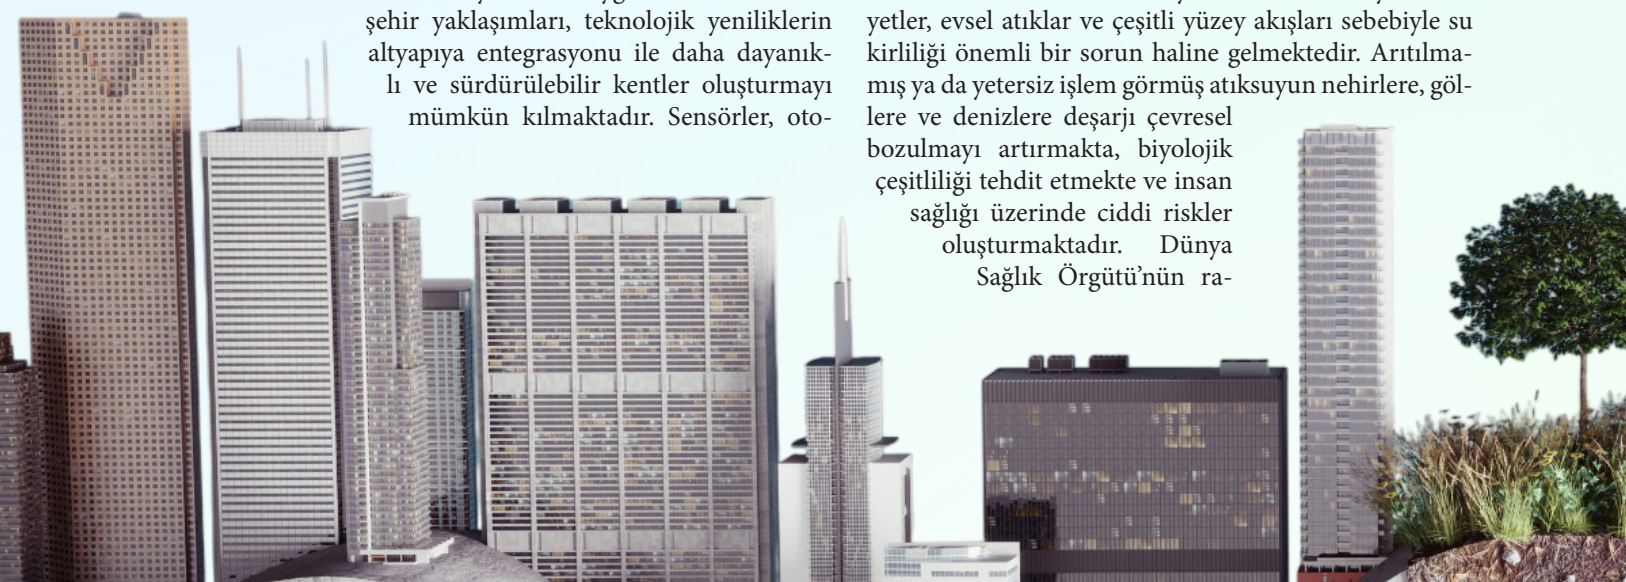 şehir yaklaşımları, teknolojik yeniliklerin
altyapıya entegrasyonu ile daha dayanık-
lı ve sürdürülebilir kentler oluşturmayı
mümkün kılmaktadır. Sensörler, oto-
yetler, evsel atıklar ve çeşitli yüzey akışları sebebiyle su
kirliliği önemli bir sorun haline gelmektedir. Arıtılma-
mış ya da yetersiz işlem görmüş atıksuyun nehirlere, göl-
lere ve denizlere deşarjı çevresel
bozulmayı artırmakta, biyolojik
çeşitliliği tehdit etmekte ve insan
sağlığı üzerinde ciddi riskler
oluşturmaktadır. Dünya
Sağlık Örgütü’nün ra-